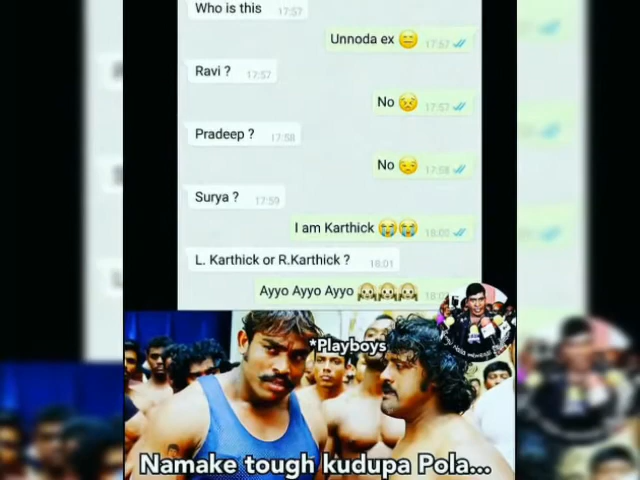 Who is this 17:57
Unnoda ex 😑 17:57
Ravi ? 17:57
No 😣 17:57
Pradeep ? 17:58
No 😔 17:58
Surya ? 17:59
I am Karthick 😭😭 18:00
L. Karthick or R.Karthick ? 18:01
Ayyo Ayyo Ayyo 🙉🙉🙉
*Playboys
Namake tough kudupa Pola...